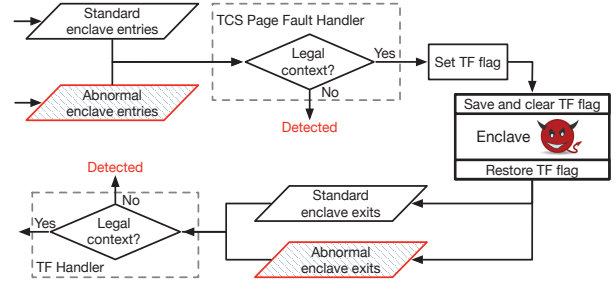 Standard
enclave entries
TCS Page Fault Handler
Legal
context?
Yes
Set TF flag
No
Detected
Abnormal
enclave entries
Save and clear TF flag
Enclave
Restore TF flag
Detected
No
Yes
Legal
context?
TF Handler
Standard
enclave exits
Abnormal
enclave exits